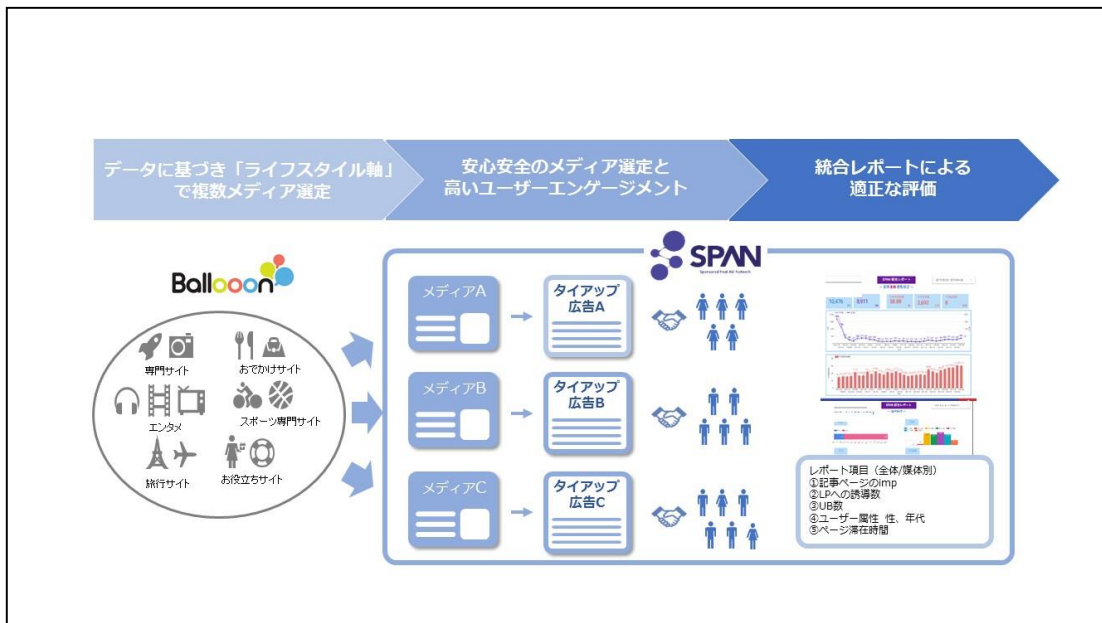 データに基づき「ライフスタイル軸」
で複数メディア選定
安心安全のメディア選定と
高いユーザーエンゲージメント
統合レポートによる
適正な評価
Ballooon
専門サイト
おでかけサイト
エンタメ
スポーツ専門サイト
旅行サイト
お役立ちサイト
SPAN
メディアA
タイアップ
広告A
メディアB
タイアップ
広告B
メディアC
タイアップ
広告C
レポート項目（全体/媒体別）
①記事ページのimp
②LPへの誘導数
③UB数
④ユーザー属性 性、年代
⑤ページ滞在時間